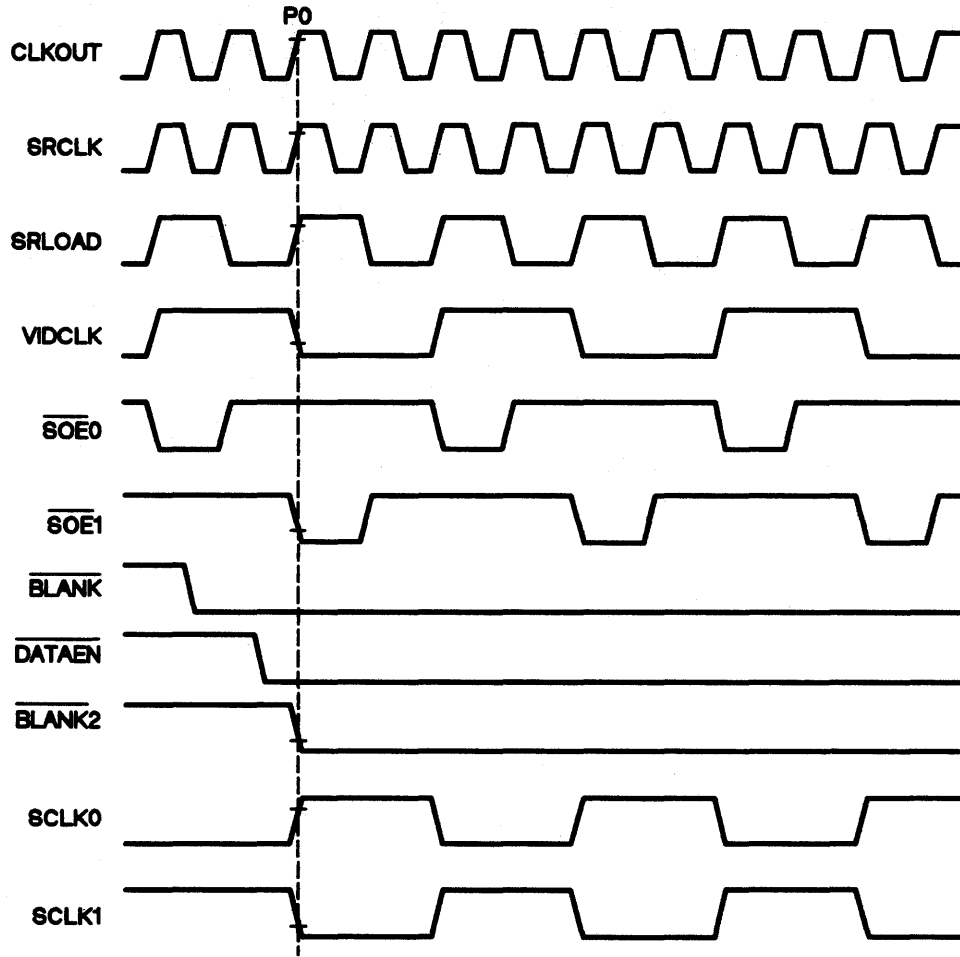 P0
CLKOUT
SRCLK
SRLOAD
VIDCLK
SOE0
SOE1
BLANK
DATAEN
BLANK2
SCLK0
SCLK1